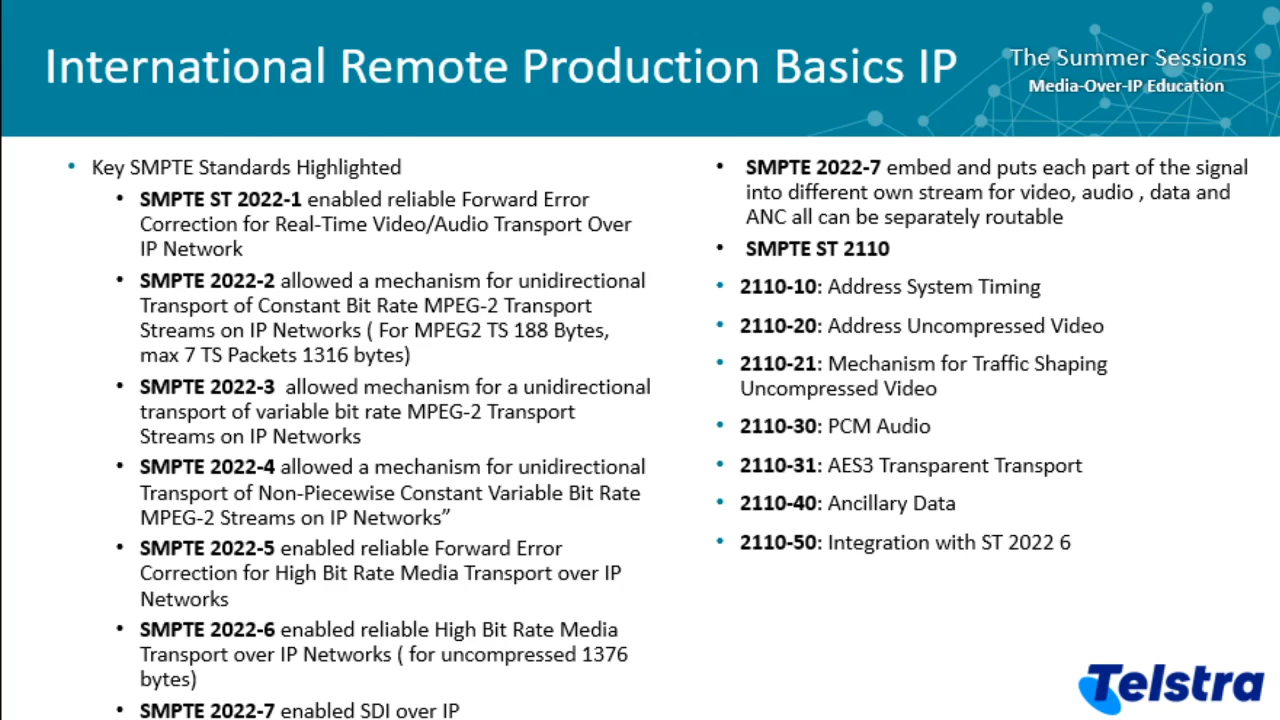 International Remote Production Basics IP
The Summer Sessions
Media-Over-IP Education
• Key SMPTE Standards Highlighted
• SMPTE ST 2022-1 enabled reliable Forward Error
Correction for Real-Time Video/Audio Transport Over
IP Network
• SMPTE 2022-2 allowed a mechanism for unidirectional
Transport of Constant Bit Rate MPEG-2 Transport
Streams on IP Networks ( For MPEG2 TS 188 Bytes,
max 7 TS Packets 1316 bytes)
• SMPTE 2022-3 allowed mechanism for a unidirectional
transport of variable bit rate MPEG-2 Transport
Streams on IP Networks
• SMPTE 2022-4 allowed a mechanism for unidirectional
Transport of Non-Piecewise Constant Variable Bit Rate
MPEG-2 Streams on IP Networks”
• SMPTE 2022-5 enabled reliable Forward Error
Correction for High Bit Rate Media Transport over IP
Networks
• SMPTE 2022-6 enabled reliable High Bit Rate Media
Transport over IP Networks ( for uncompressed 1376
bytes)
• SMPTE 2022-7 enabled SDI over IP
• SMPTE 2022-7 embed and puts each part of the signal
into different own stream for video, audio , data and
ANC all can be separately routable
• SMPTE ST 2110
• 2110-10: Address System Timing
• 2110-20: Address Uncompressed Video
• 2110-21: Mechanism for Traffic Shaping
Uncompressed Video
• 2110-30: PCM Audio
• 2110-31: AES3 Transparent Transport
• 2110-40: Ancillary Data
• 2110-50: Integration with ST 2022 6
Telstra